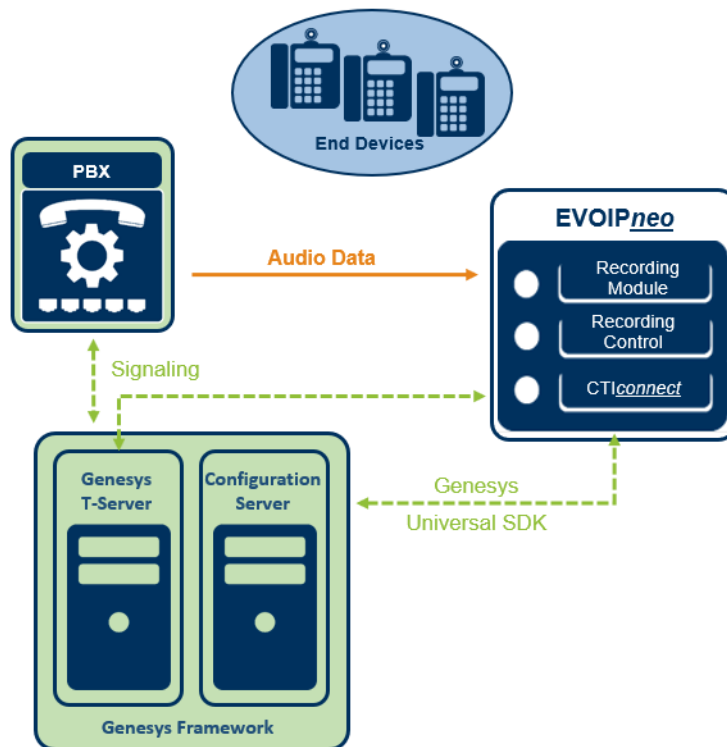 End Devices
PBX
EVOIPneo
Audio Data
Recording
Module
Recording
Control
CTIconnect
Signaling
Genesys
T-Server
Configuration
Server
Genesys
Universal SDK
Genesys Framework